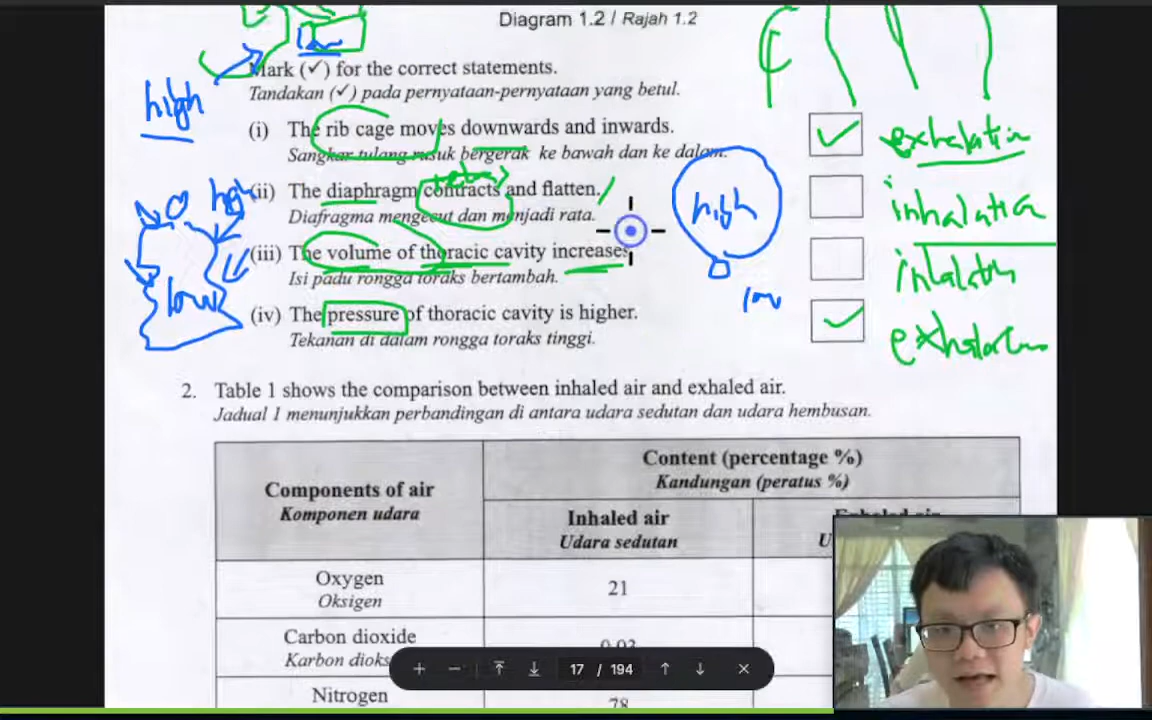 Diagram 1.2 / Rajah 1.2
Mark (✓) for the correct statements.
Tandakan (✓) pada pernyataan-pernyataan yang betul.
high
(i) The rib cage moves downwards and inwards.
Sangkar tulang rusuk bergerak ke bawah dan ke dalam.
✓ exhalation
(ii) The diaphragm contracts and flatten.
Diafragma mengecut dan menjadi rata.
high
inhalation
(iii) The volume of thoracic cavity increases.
Isi padu rongga toraks bertambah.
low
low
inhalation
(iv) The pressure of thoracic cavity is higher.
Tekanan di dalam rongga toraks tinggi.
✓ exhalation
2. Table 1 shows the comparison between inhaled air and exhaled air.
Jadual 1 menunjukkan perbandingan di antara udara sedutan dan udara hembusan.
Components of air
Komponen udara
Content (percentage %)
Kandungan (peratus %)
Inhaled air
Udara sedutan
Oxygen
Oksigen
21
Carbon dioxide
0.03
Karbon
Nitrogen
78
17 / 194